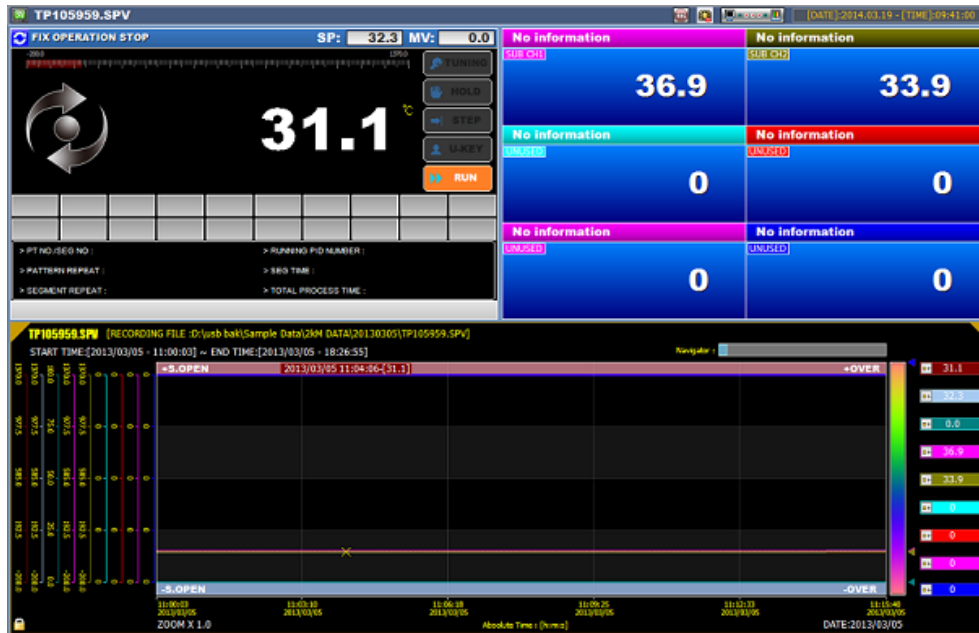 TP105959.SPV
[DATE]:2014.03.19 - [TIME]:09:41:00
FIX OPERATION STOP
SP: 32.3 MV: 0.0
-200.0
1370.0
31.1
℃
TUNING
HOLD
STEP
U-KEY
RUN
> PT NO./SEG NO :
> RUNNING PID NUMBER :
> PATTERN REPEAT :
> SEG TIME :
> SEGMENT REPEAT :
> TOTAL PROCESS TIME :
No information
SUB CH1
36.9
No information
SUB CH2
33.9
No information
UNUSED
0
No information
UNUSED
0
No information
UNUSED
0
No information
UNUSED
0
TP105959.SPV [RECORDING FILE :D:\usb bak\Sample Data\2kM DATA\20130305\TP105959.SPV]
START TIME:[2013/03/05 - 11:00:03] ~ END TIME:[2013/03/05 - 18:26:55]
Navigator :
+S.OPEN
2013/03/05 11:04:06-[31.1]
+OVER
-S.OPEN
-OVER
31.1
32.3
0.0
36.9
33.9
0
0
0
0
11:00:03 11:03:10 11:06:18 11:09:25 11:12:33 11:15:40
2013/03/05 2013/03/05 2013/03/05 2013/03/05 2013/03/05 2013/03/05
ZOOM X 1.0
Absolute Time : [h:m:s]
DATE:2013/03/05